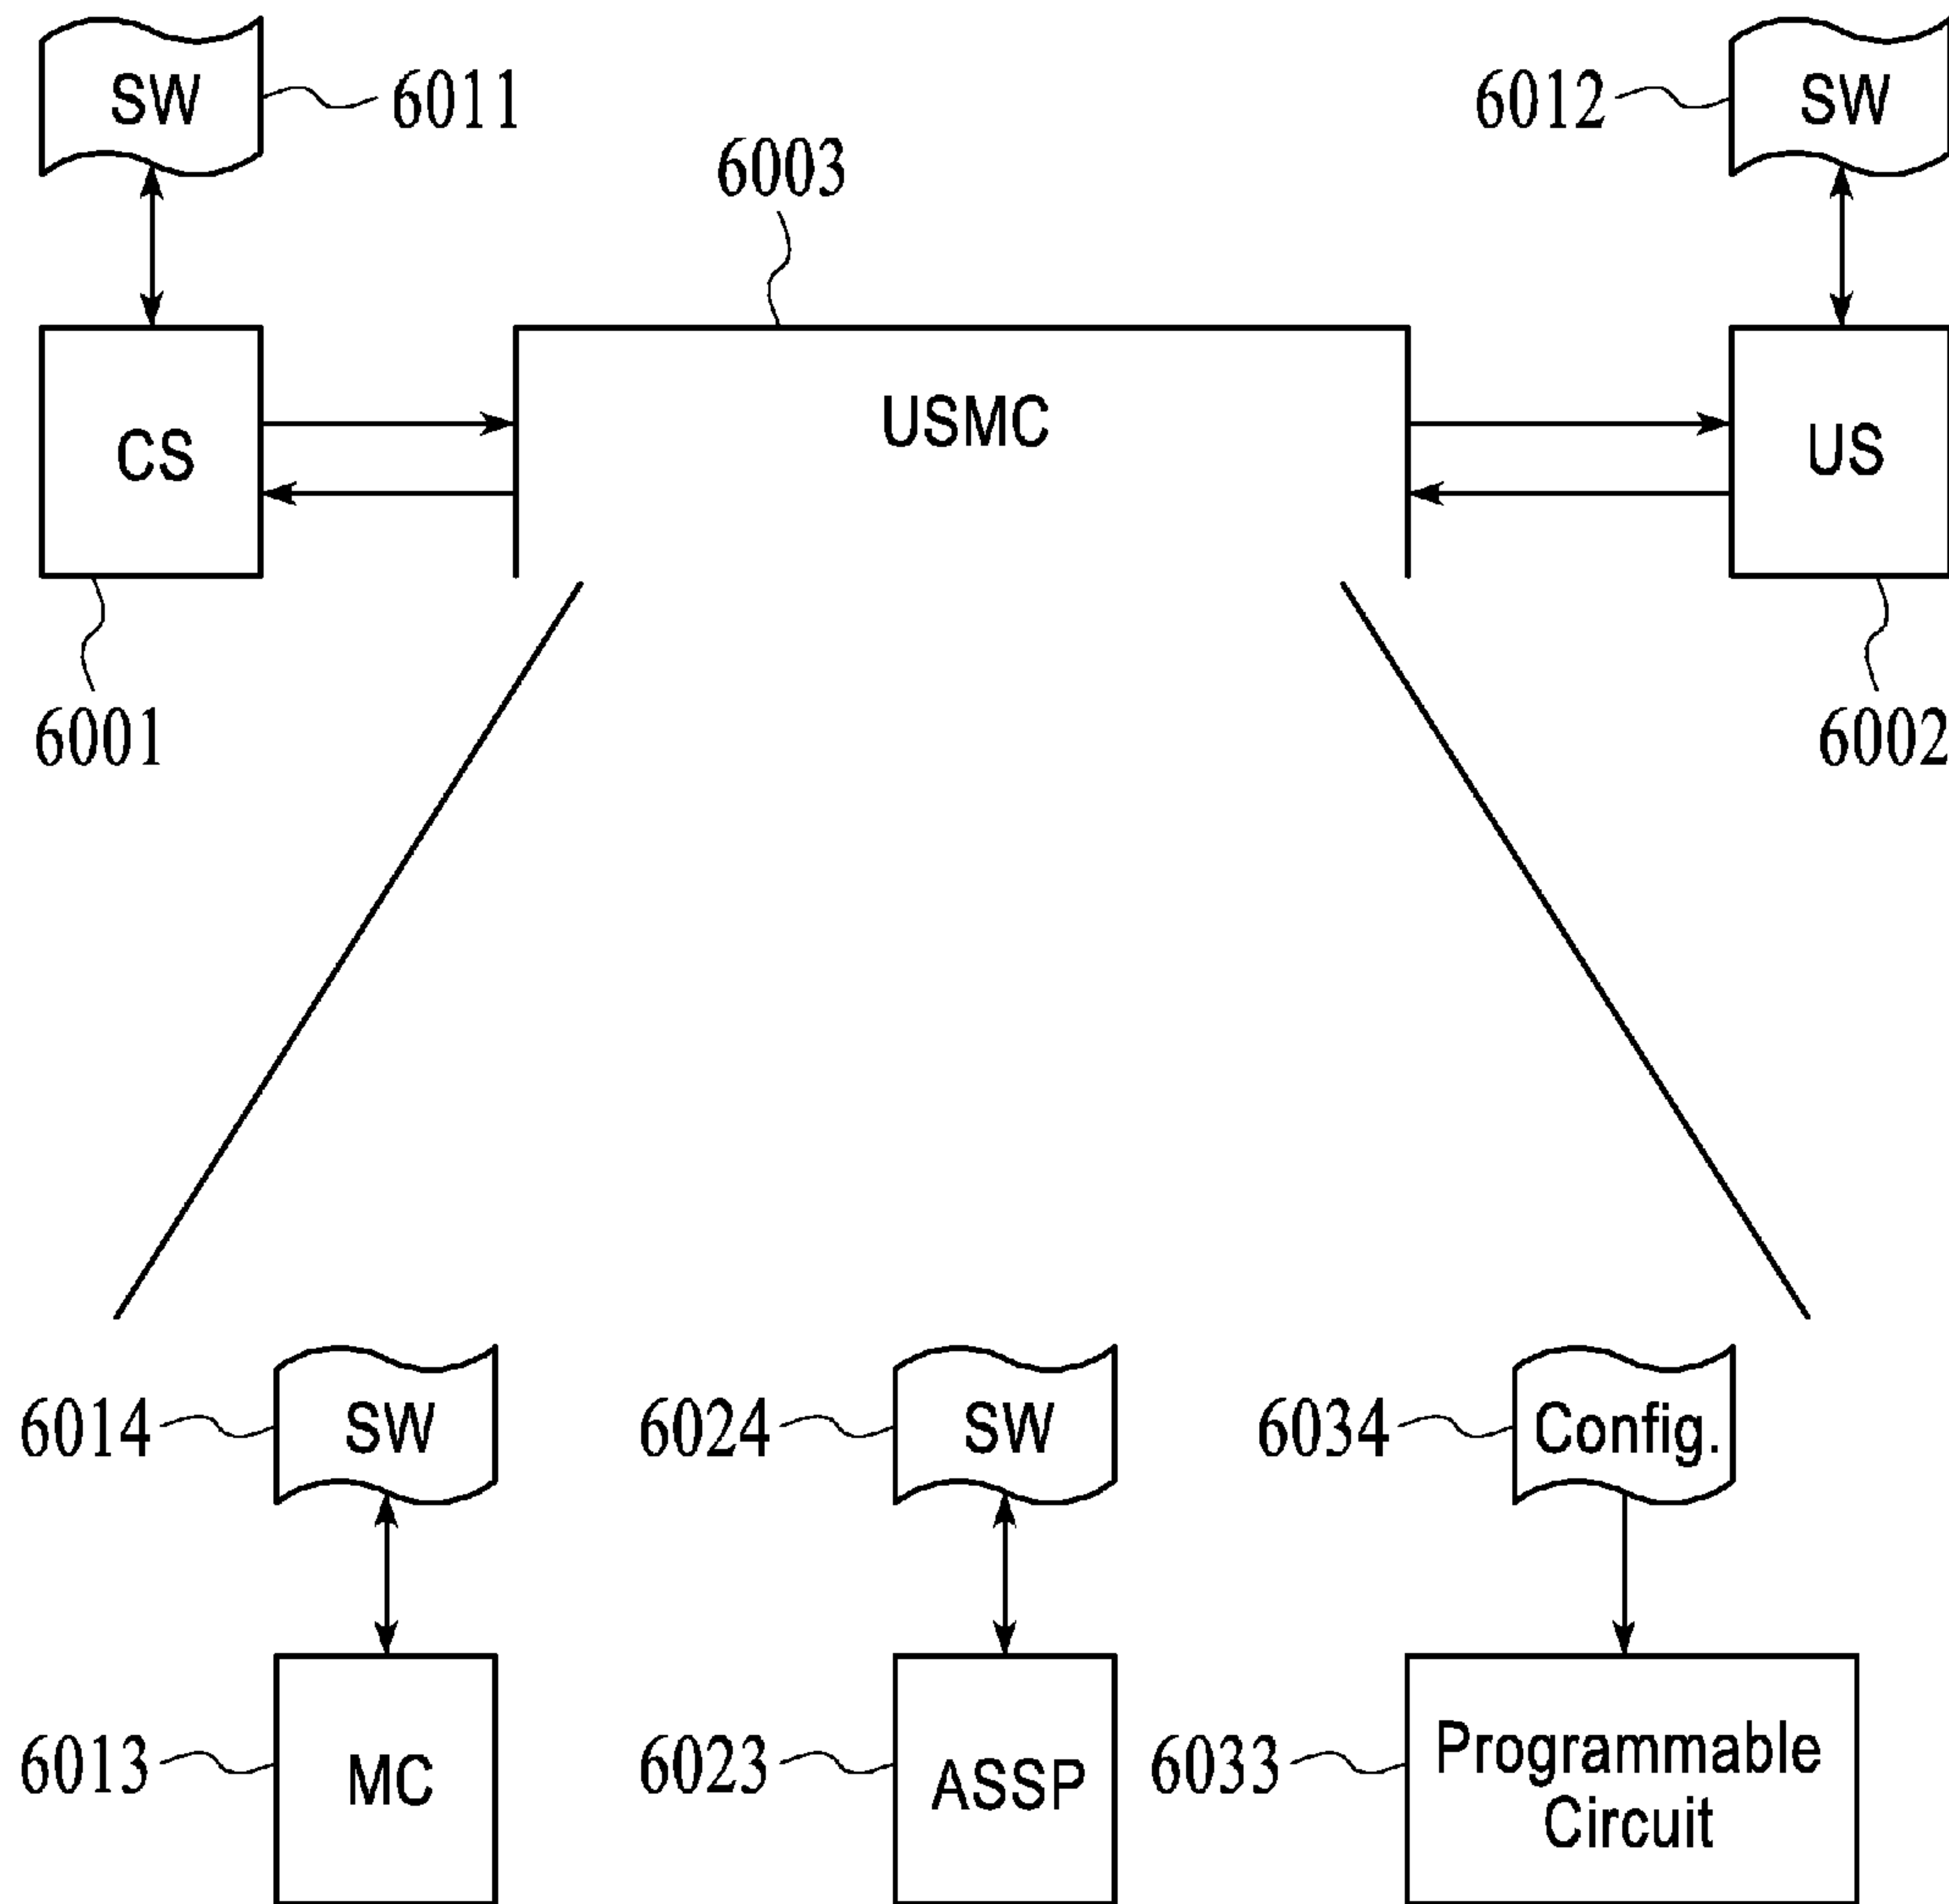 SW
6011
6012
SW
6003
CS
USMC
US
6001
6002
6014
SW
6024
SW
6034
Config.
6013
MC
6023
ASSP
6033
Programmable
Circuit